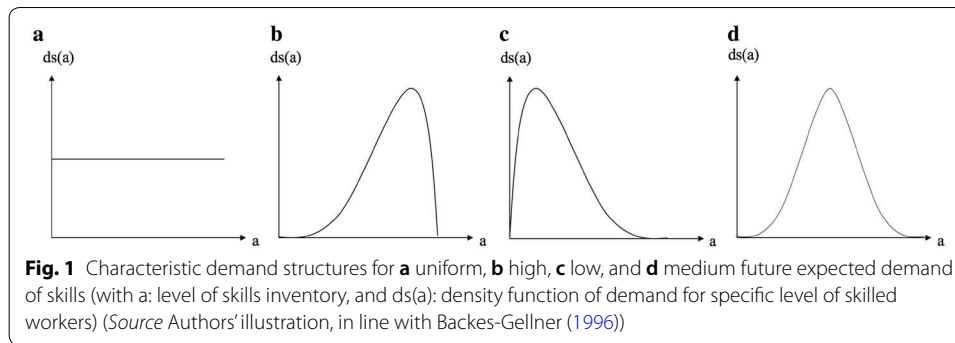 a b c d
ds(a) ds(a) ds(a) ds(a)
a a a a
Fig. 1 Characteristic demand structures for a uniform, b high, c low, and d medium future expected demand
of skills (with a: level of skills inventory, and ds(a): density function of demand for specific level of skilled
workers) (Source Authors' illustration, in line with Backes-Gellner (1996))